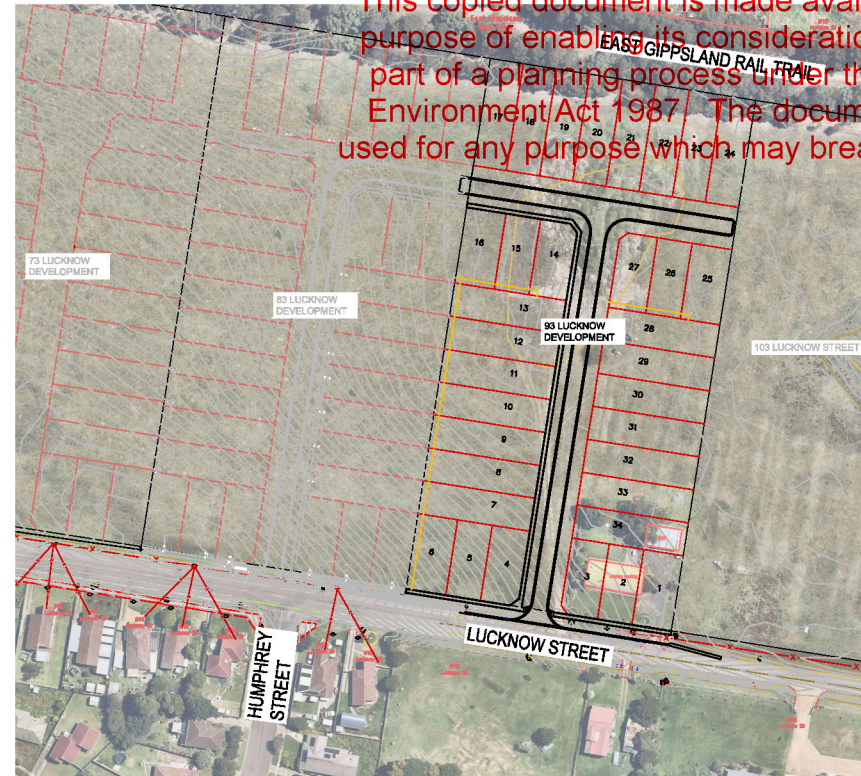 This copied document is made avai
purpose of enabling its consideratio
part of a planning process under th
Environment Act 1987. The docum
used for any purpose which may brea
EAST GIPPSLAND RAIL TRAIL
17
18
19
20
21
22
23
24
16
15
14
27
26
25
73 LUCKNOW
DEVELOPMENT
83 LUCKNOW
DEVELOPMENT
93 LUCKNOW
DEVELOPMENT
103 LUCKNOW STREET
13
12
11
10
9
8
7
6
5
4
28
29
30
31
32
33
34
3
2
1
LUCKNOW STREET
HUMPHREY
STREET